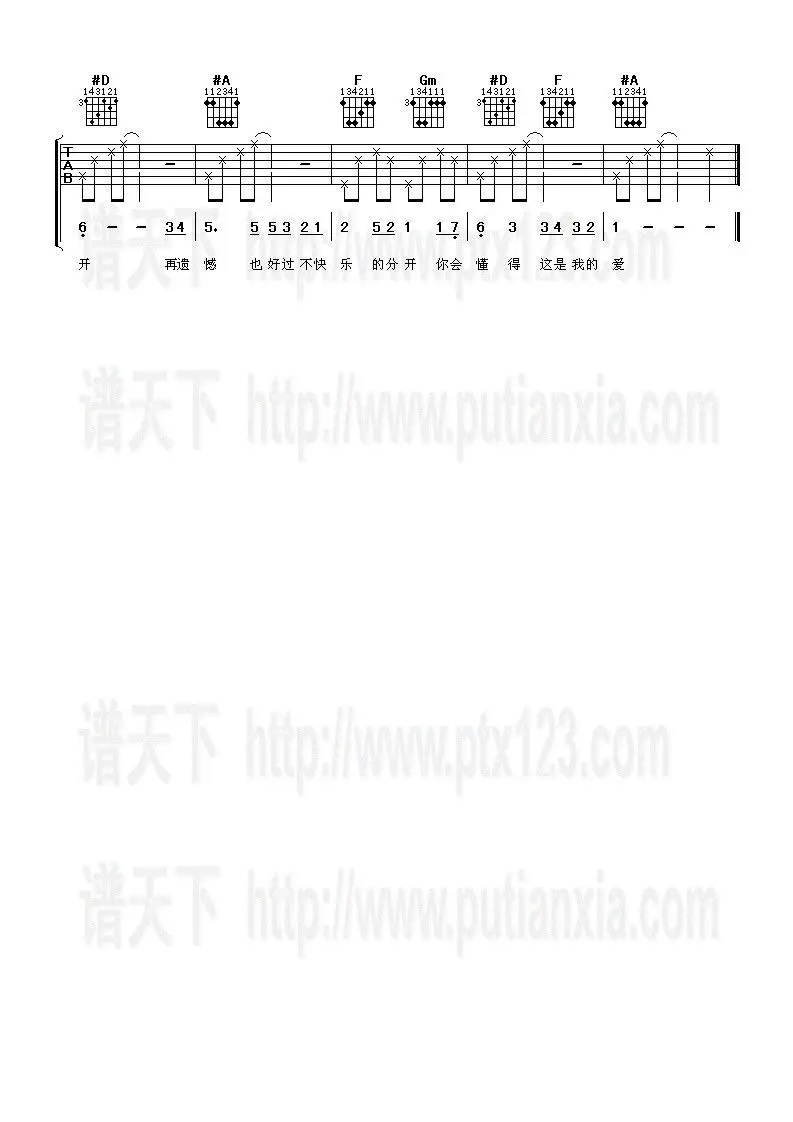 #D #A F Gm #D F #A
143121 112341 134211 134111 143121 134211 112341
3 3 3
T
A
B
6 - - 3 4 5. 5 5 3 2 1 2 5 2 1 1 7 6 3 3 4 3 2 1 - - -
开 再遗 憾 也 好过 不快 乐 的分 开 你会 懂 得 这是 我的 爱
谱天下 http://www.ptx123.com
谱天下 http://www.putianxia.com
谱天下 http://www.ptx123.com
谱天下 http://www.putianxia.com